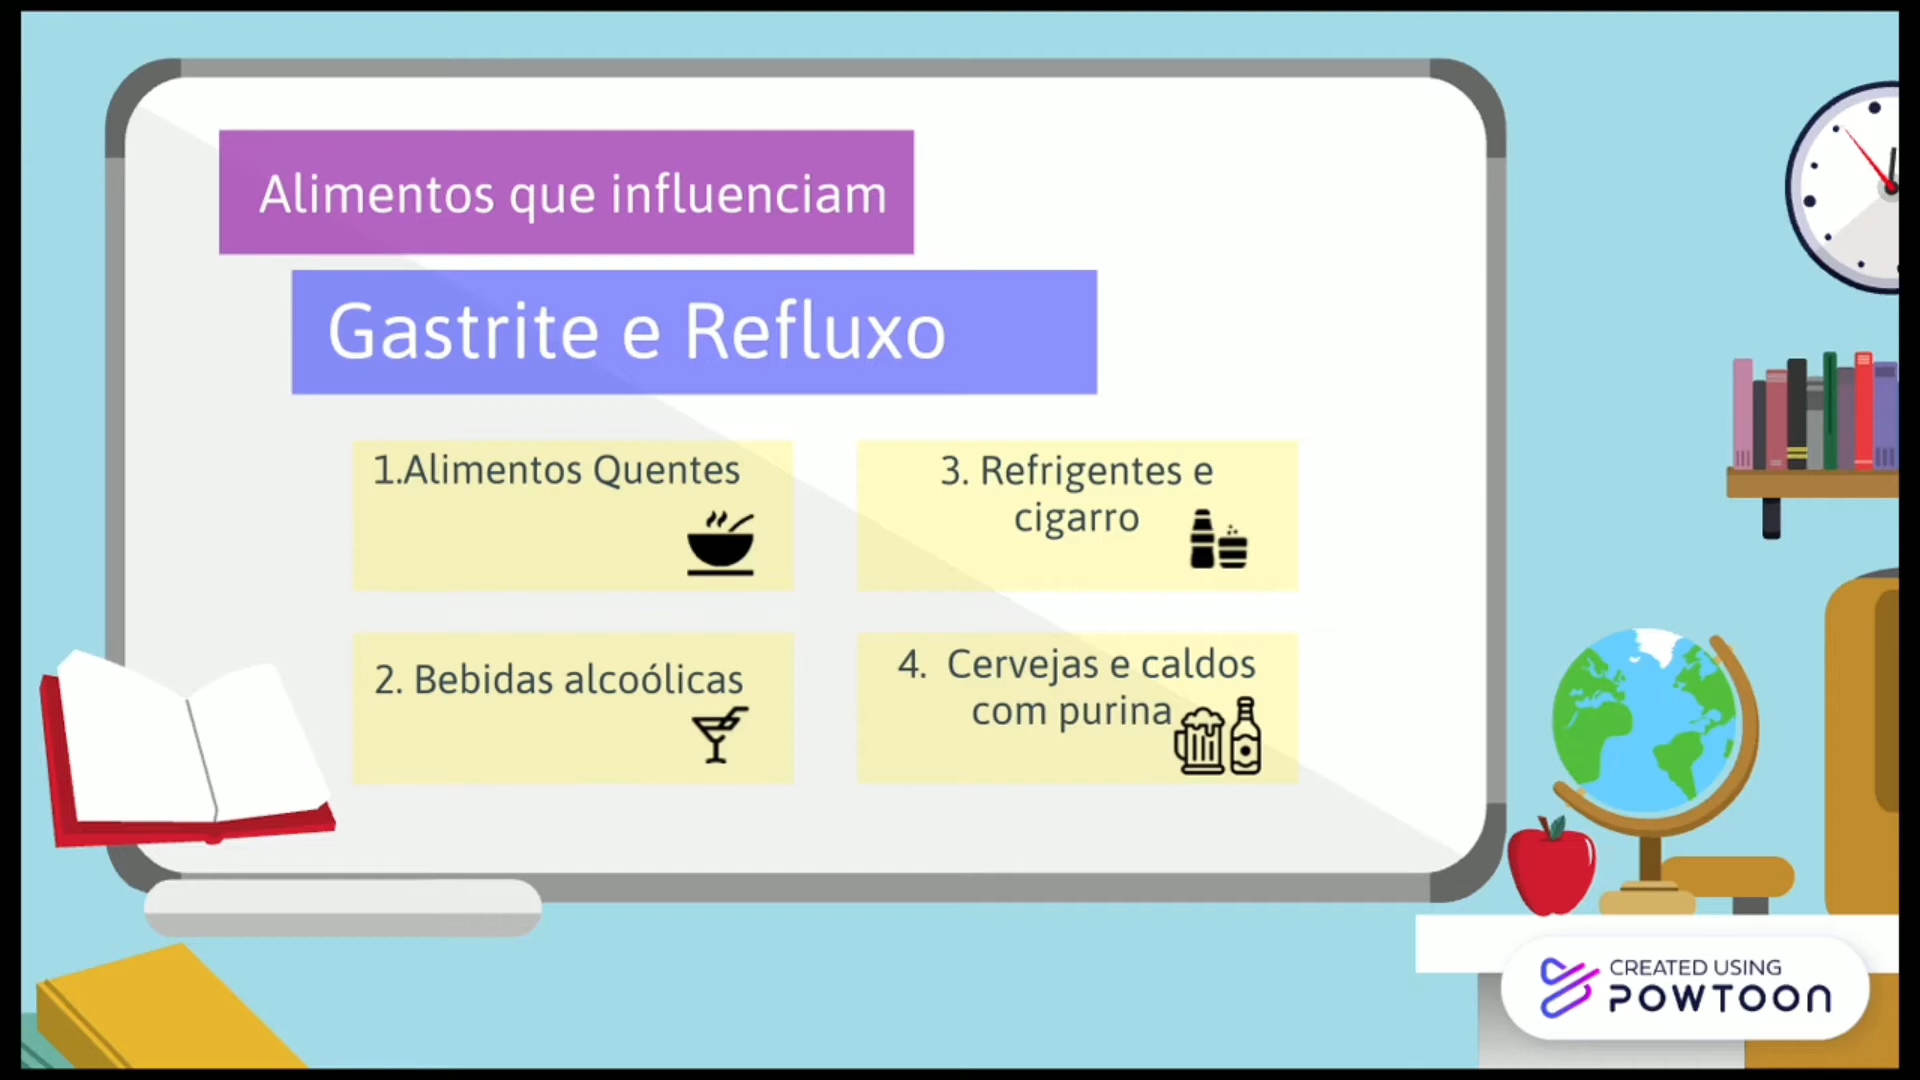 Alimentos que influenciam
Gastrite e Refluxo
1.Alimentos Quentes
2. Bebidas alcoólicas
3. Refrigentes e
cigarro
4. Cervejas e caldos
com purina
CREATED USING
POWTOON